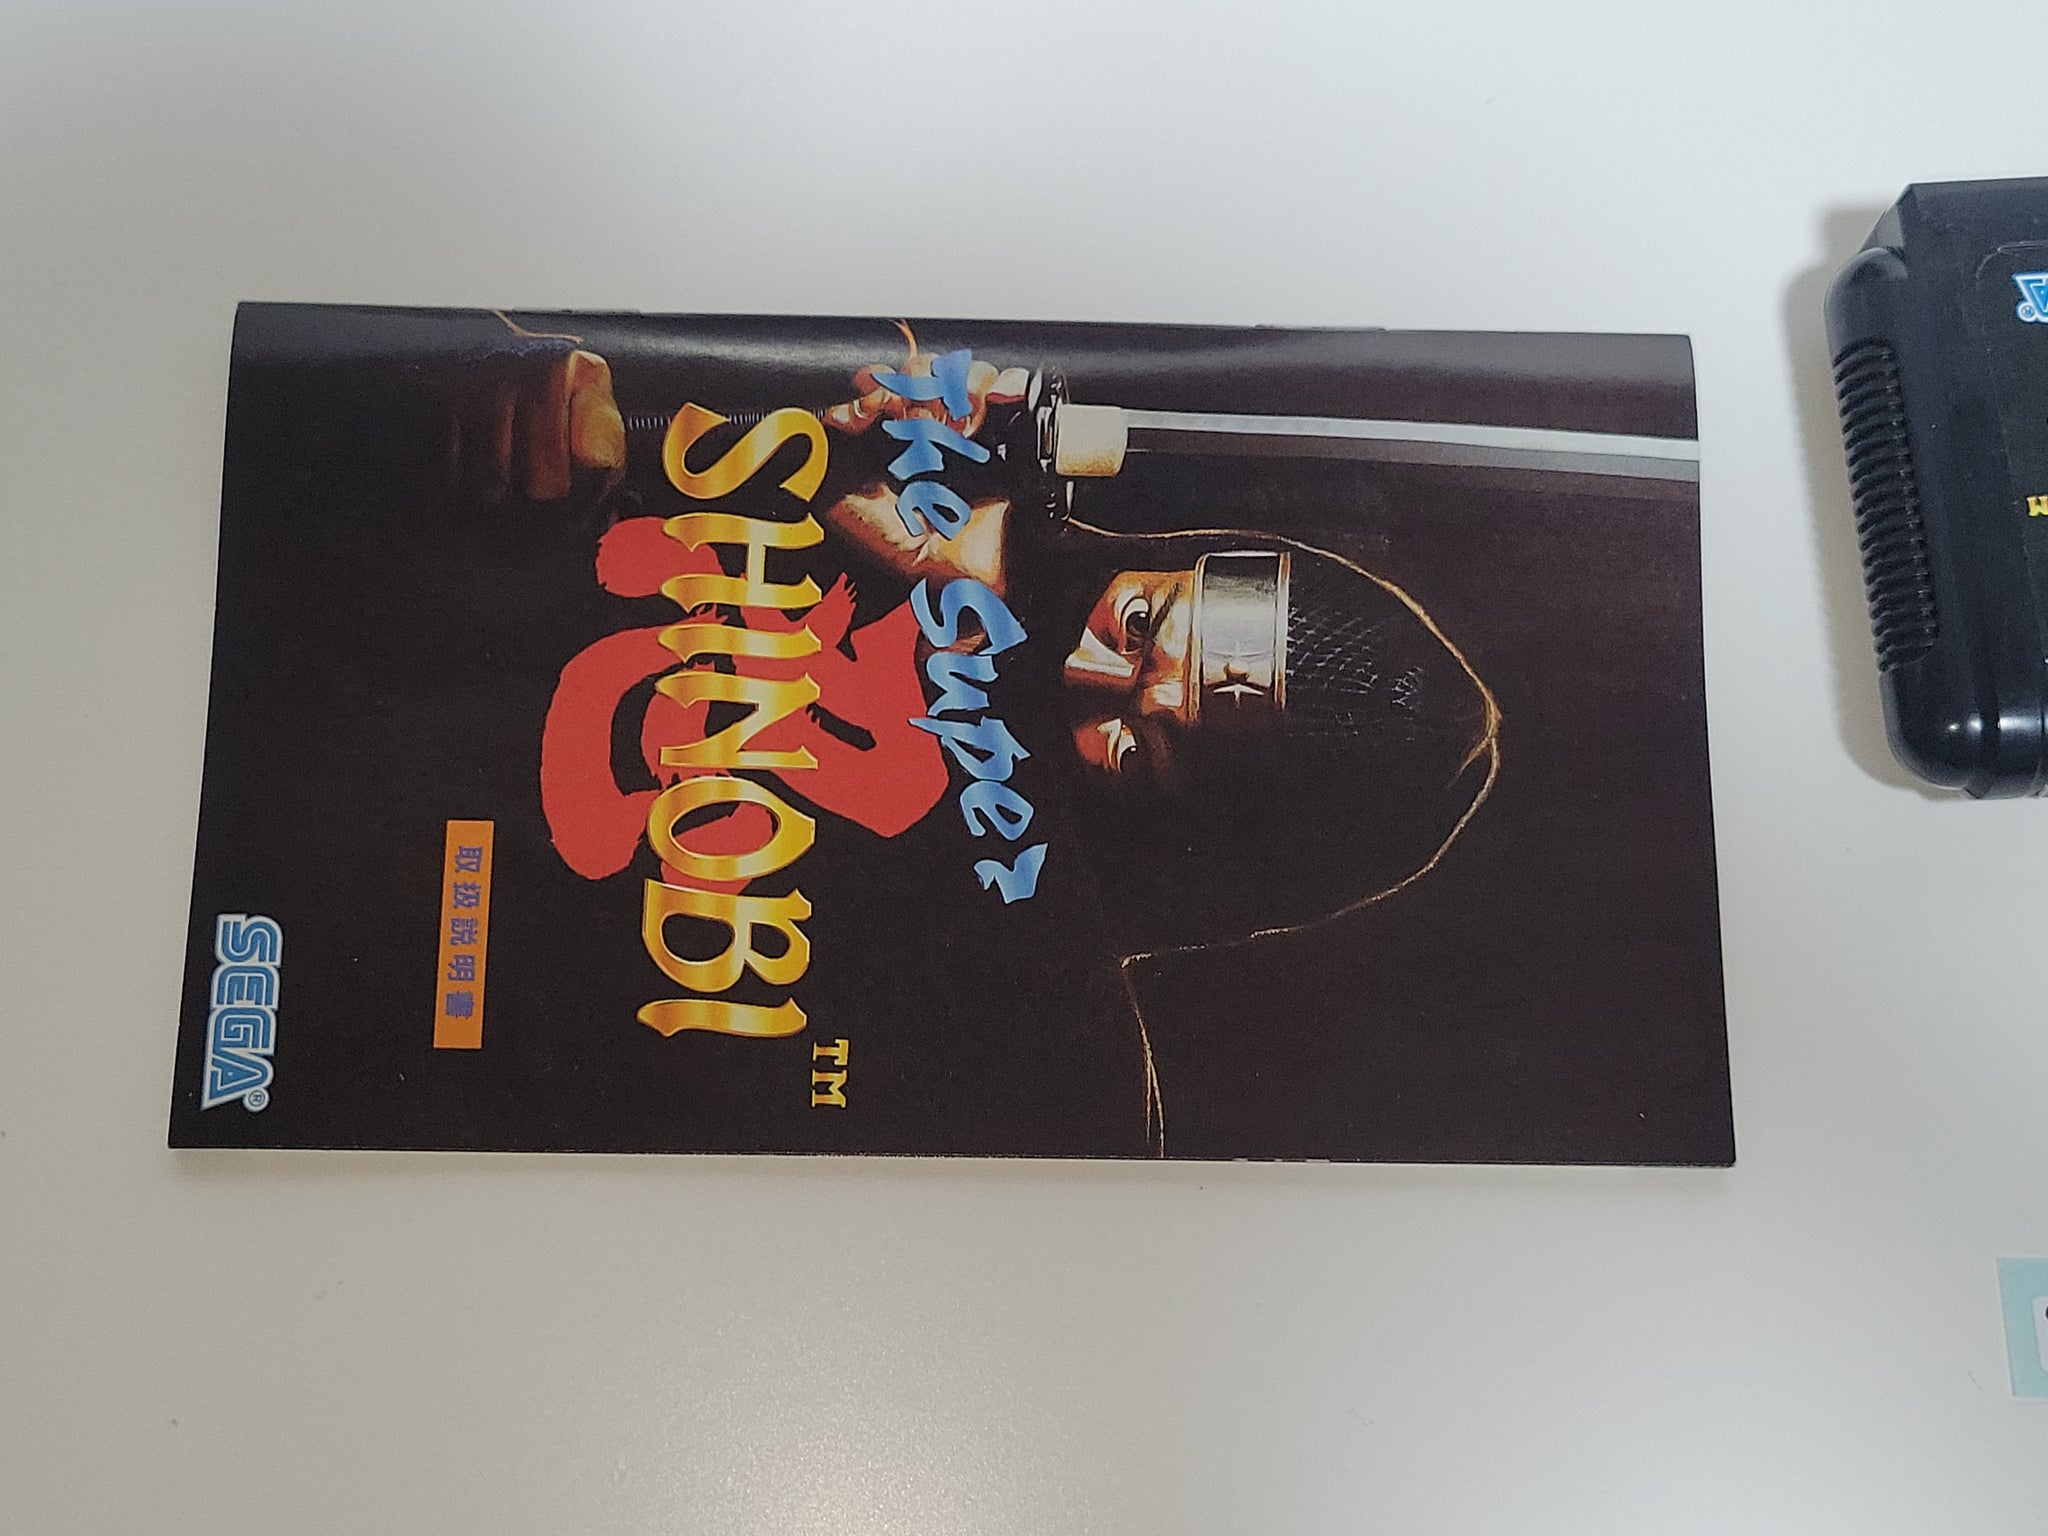 The Super
SHINOBI
TM
取扱説明書
SEGA®